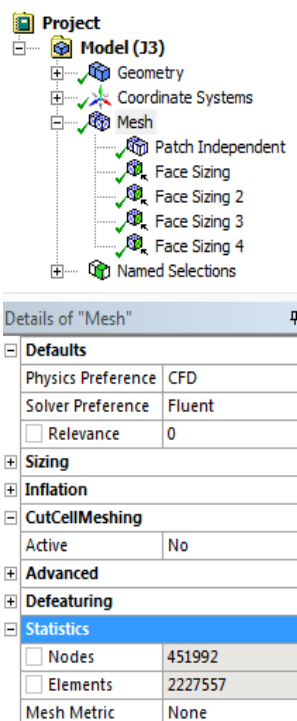 Project
Model (J3)
Geometry
Coordinate Systems
Mesh
Patch Independent
Face Sizing
Face Sizing 2
Face Sizing 3
Face Sizing 4
Named Selections
Details of "Mesh"
Defaults
Physics Preference CFD
Solver Preference Fluent
Relevance 0
Sizing
Inflation
CutCellMeshing
Active No
Advanced
Defeaturing
Statistics
Nodes 451992
Elements 2227557
Mesh Metric None